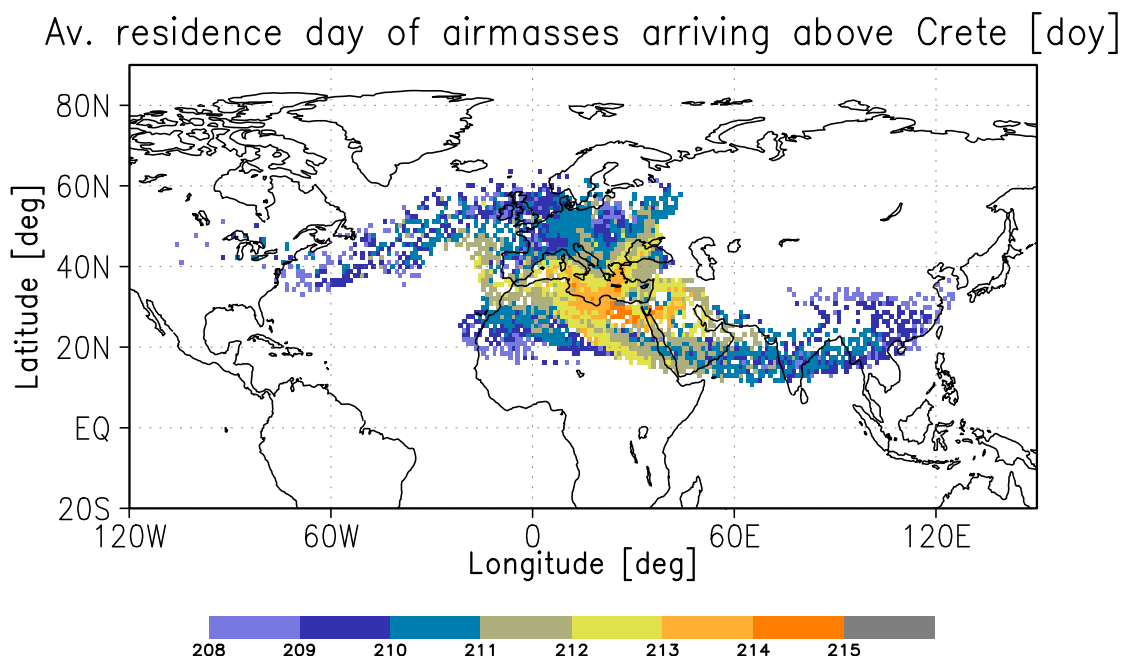 Av. residence day of airmasses arriving above Crete [doy]
80N
60N
40N
20N
EQ
20S
Latitude [deg]
120W 60W 0 60E 120E
Longitude [deg]
208 209 210 211 212 213 214 215